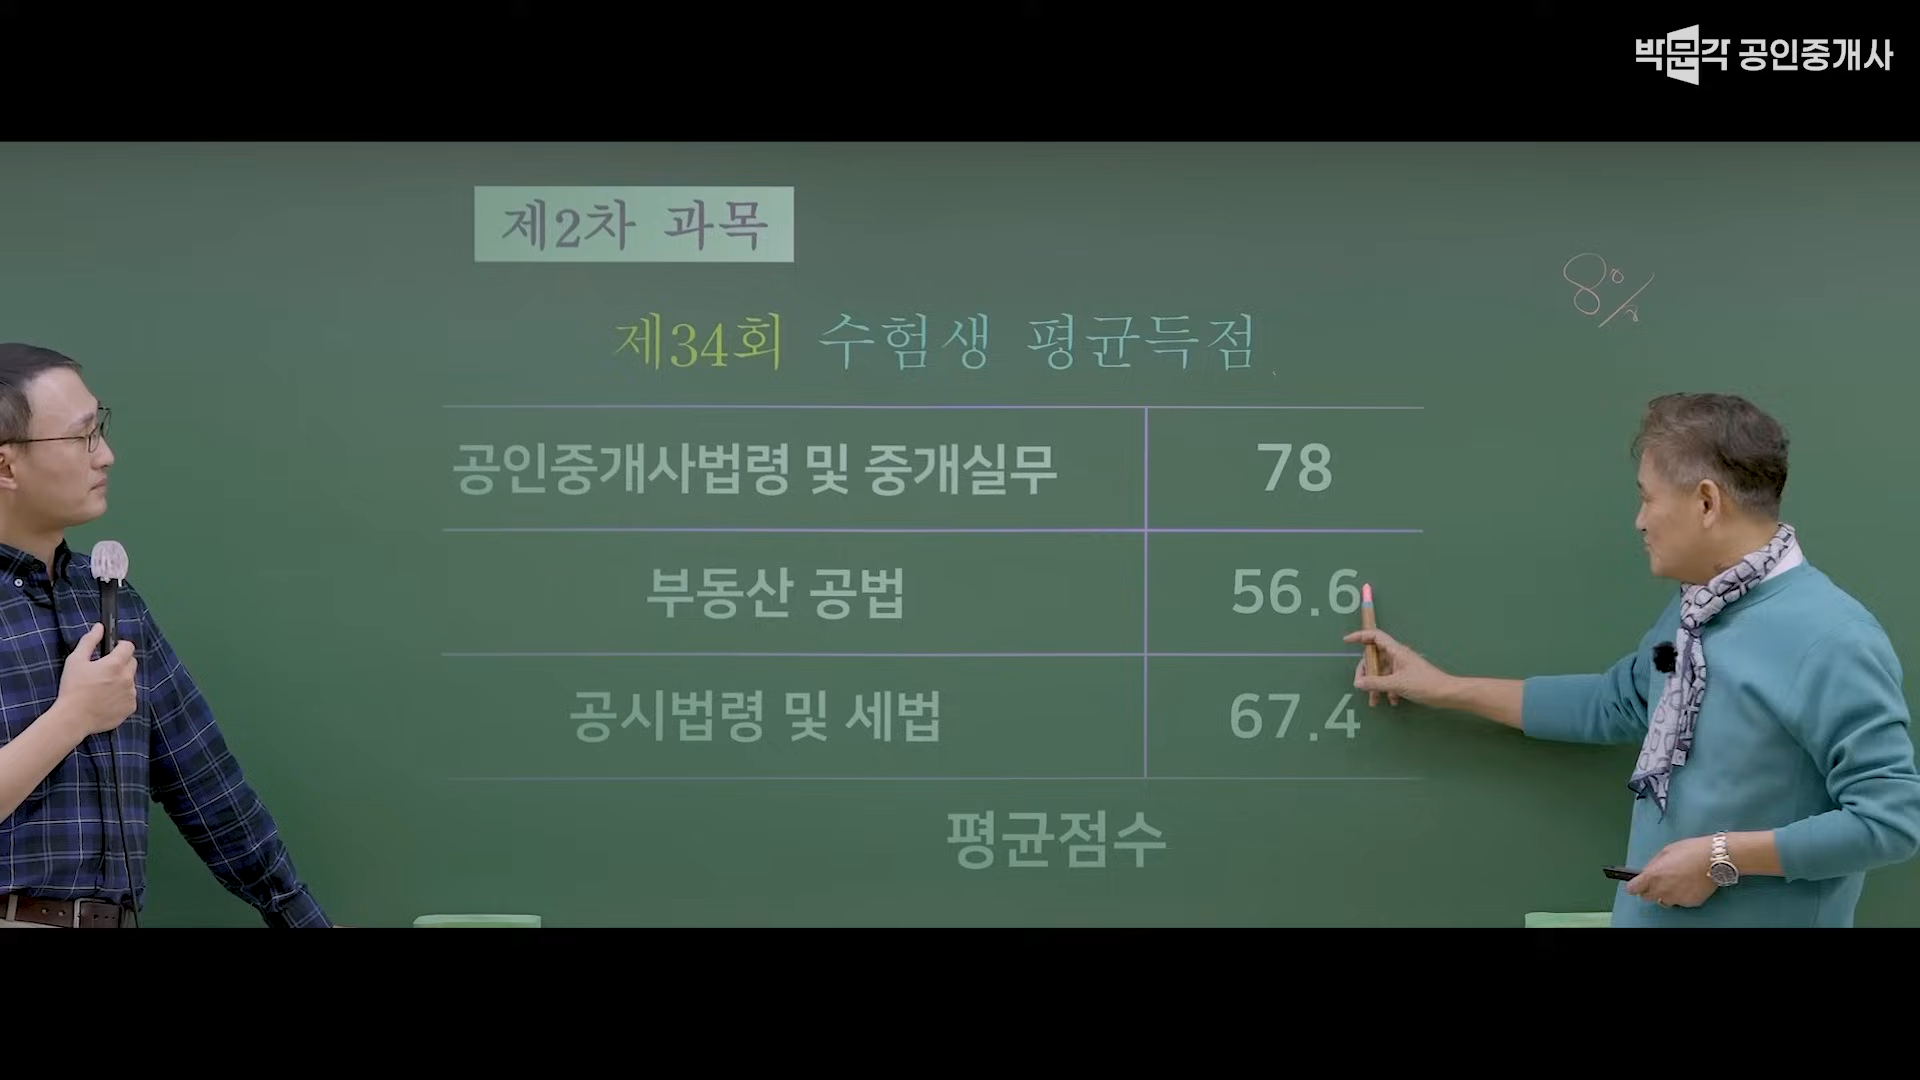 박문각 공인중개사
제2차 과목
8%
제34회 수험생 평균득점
공인중개사법령 및 중개실무 78
부동산 공법 56.6
공시법령 및 세법 67.4
평균점수